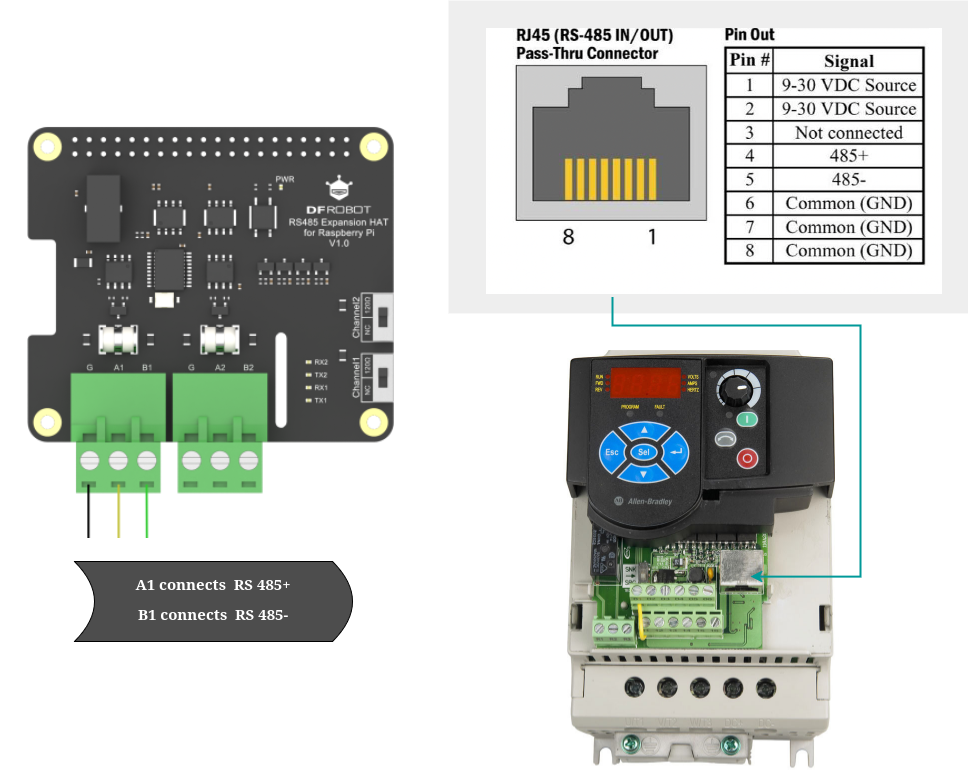 RJ45 (RS-485 IN/OUT)
Pass-Thru Connector
8 1
Pin Out
Pin # Signal
1 9-30 VDC Source
2 9-30 VDC Source
3 Not connected
4 485+
5 485-
6 Common (GND)
7 Common (GND)
8 Common (GND)
PWR
DFROBOT
RS485 Expansion HAT
for Raspberry Pi
V1.0
Channel2
NC 120Ω
Channel1
NC 120Ω
RX2
TX2
RX1
TX1
G A1 B1 G A2 B2
A1 connects RS 485+
B1 connects RS 485-
RUN
FWD
REV
VOLTS
AMPS
HERTZ
PROGRAM FAULT
Esc Sel
AB Allen-Bradley
SNK